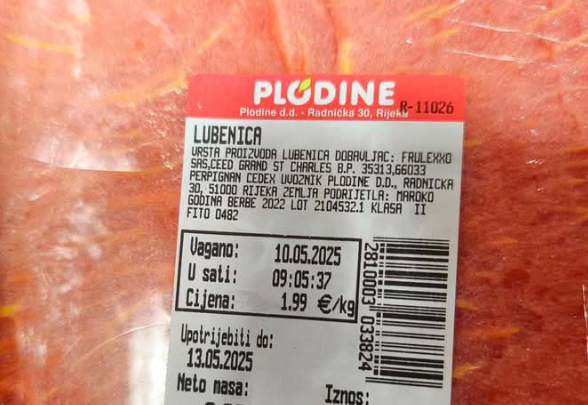 PLODINE
R-11026
Plodine d.d. - Radnička 30, Rijeka
LUBENICA
VRSTA PROIZVODA LUBENICA DOBAVLJAC: FRULEXXO
SAS,CEED GRAND ST CHARLES B.P. 35313,66033
PERPIGNAN CEDEX UVOZNIK PLODINE D.D., RADNICKA
30, 51000 RIJEKA ZEMLJA PODRIJETLA: MAROKO
GODINA BERBE 2022 LOT 2104532.1 KLASA II
FITO 0482
Vagano: 10.05.2025
U sati: 09:05:37
Cijena: 1.99 €/kg
2810003 033824
Upotrijebiti do:
13.05.2025
Neto masa: Iznos: